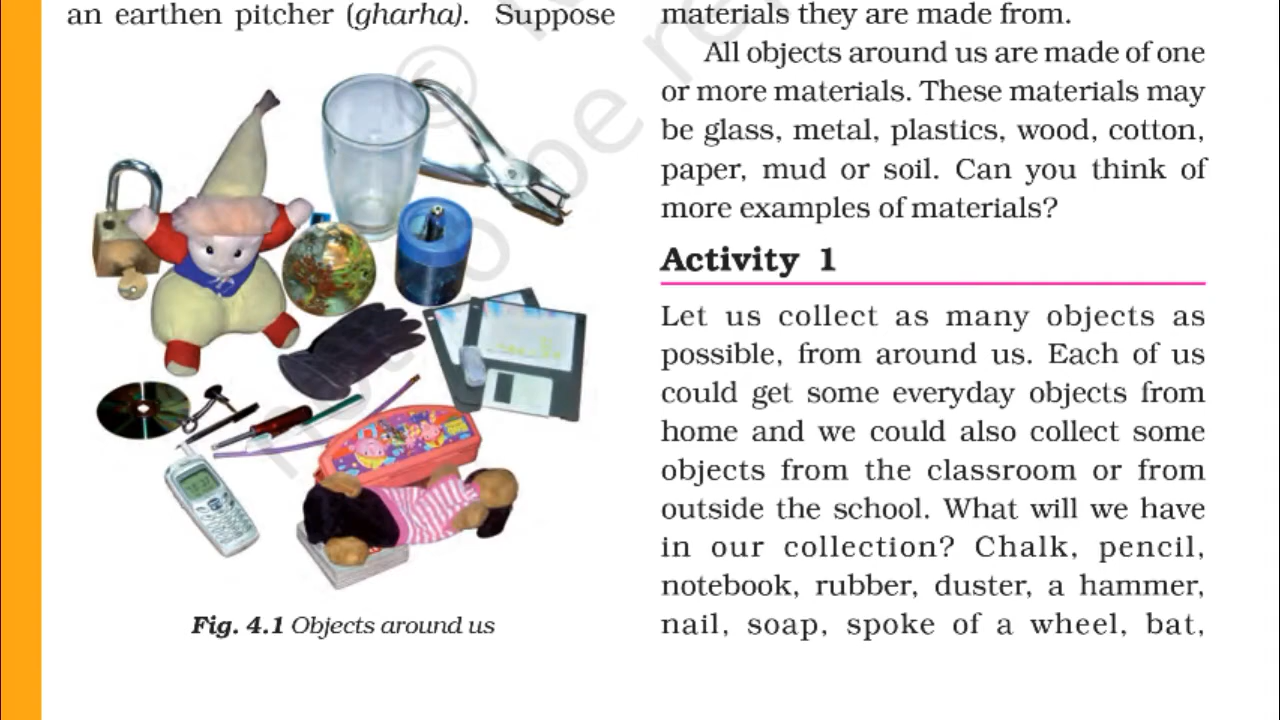 an earthen pitcher (gharha). Suppose
Fig. 4.1 Objects around us
materials they are made from.
All objects around us are made of one
or more materials. These materials may
be glass, metal, plastics, wood, cotton,
paper, mud or soil. Can you think of
more examples of materials?
Activity 1
Let us collect as many objects as
possible, from around us. Each of us
could get some everyday objects from
home and we could also collect some
objects from the classroom or from
outside the school. What will we have
in our collection? Chalk, pencil,
notebook, rubber, duster, a hammer,
nail, soap, spoke of a wheel, bat,